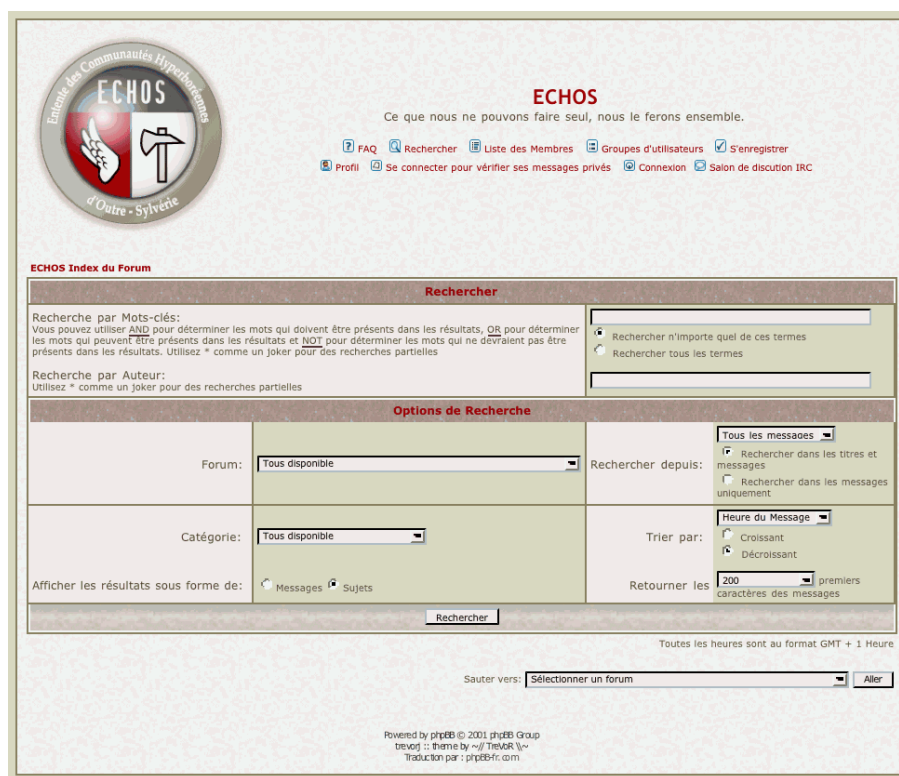 Entente des Communautés Hyperboréennes
ECHOS
d'Outre - Sylvérie
ECHOS
Ce que nous ne pouvons faire seul, nous le ferons ensemble.
FAQ Rechercher Liste des Membres Groupes d'utilisateurs S'enregistrer
Profil Se connecter pour vérifier ses messages privés Connexion Salon de discution IRC
ECHOS Index du Forum
Rechercher
Recherche par Mots-clés:
Vous pouvez utiliser AND pour déterminer les mots qui doivent être présents dans les résultats, OR pour déterminer
les mots qui peuvent être présents dans les résultats et NOT pour déterminer les mots qui ne devraient pas être
présents dans les résultats. Utilisez * comme un joker pour des recherches partielles
Rechercher n'importe quel de ces termes
Rechercher tous les termes
Recherche par Auteur:
Utilisez * comme un joker pour des recherches partielles
Options de Recherche
Forum: Tous disponible
Rechercher depuis: Tous les messages
Rechercher dans les titres et
messages
Rechercher dans les messages
uniquement
Catégorie: Tous disponible
Trier par: Heure du Message
Croissant
Décroissant
Afficher les résultats sous forme de: Messages Sujets
Retourner les 200 premiers
caractères des messages
Rechercher
Toutes les heures sont au format GMT + 1 Heure
Sauter vers: Sélectionner un forum Aller
Powered by phpBB © 2001 phpBB Group
trevorj :: theme by ~// TreVoR \\~
Traduction par : phpBB-fr.com